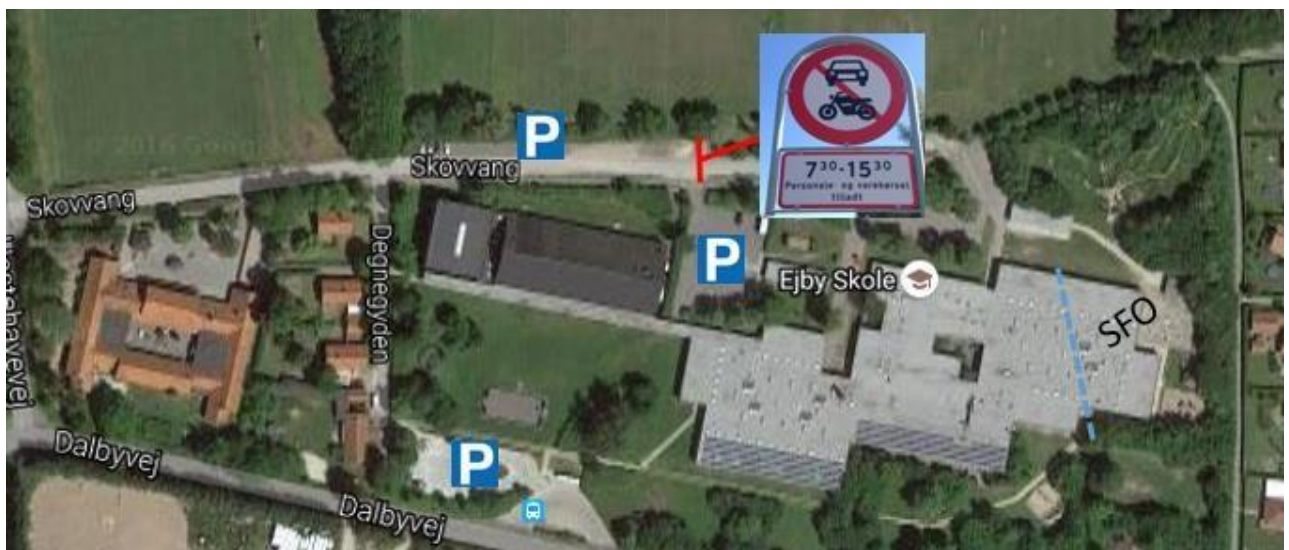 P
Skovvang
Skovvang
7³⁰-15³⁰
Personale- og varekørsel
tilladt
Degnegyden
P
Ejby Skole
SFO
Dalbyvej
P
Dalbyvej